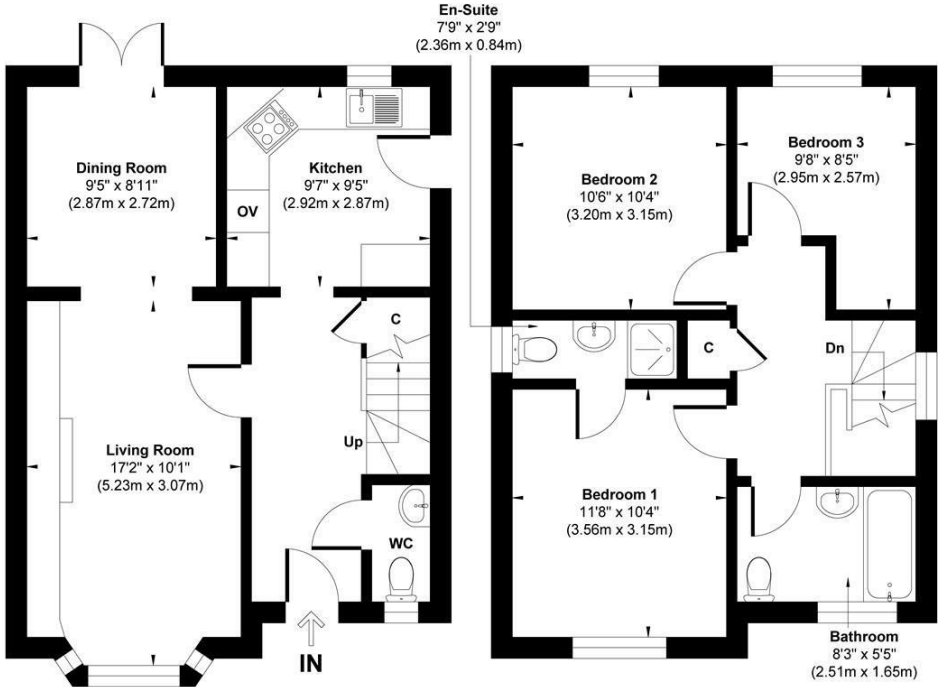 En-Suite
7'9" x 2'9"
(2.36m x 0.84m)
Dining Room
9'5" x 8'11"
(2.87m x 2.72m)
Kitchen
9'7" x 9'5"
(2.92m x 2.87m)
OV
C
Up
Living Room
17'2" x 10'1"
(5.23m x 3.07m)
WC
IN
Bedroom 2
10'6" x 10'4"
(3.20m x 3.15m)
Bedroom 3
9'8" x 8'5"
(2.95m x 2.57m)
C
Dn
Bedroom 1
11'8" x 10'4"
(3.56m x 3.15m)
Bathroom
8'3" x 5'5"
(2.51m x 1.65m)